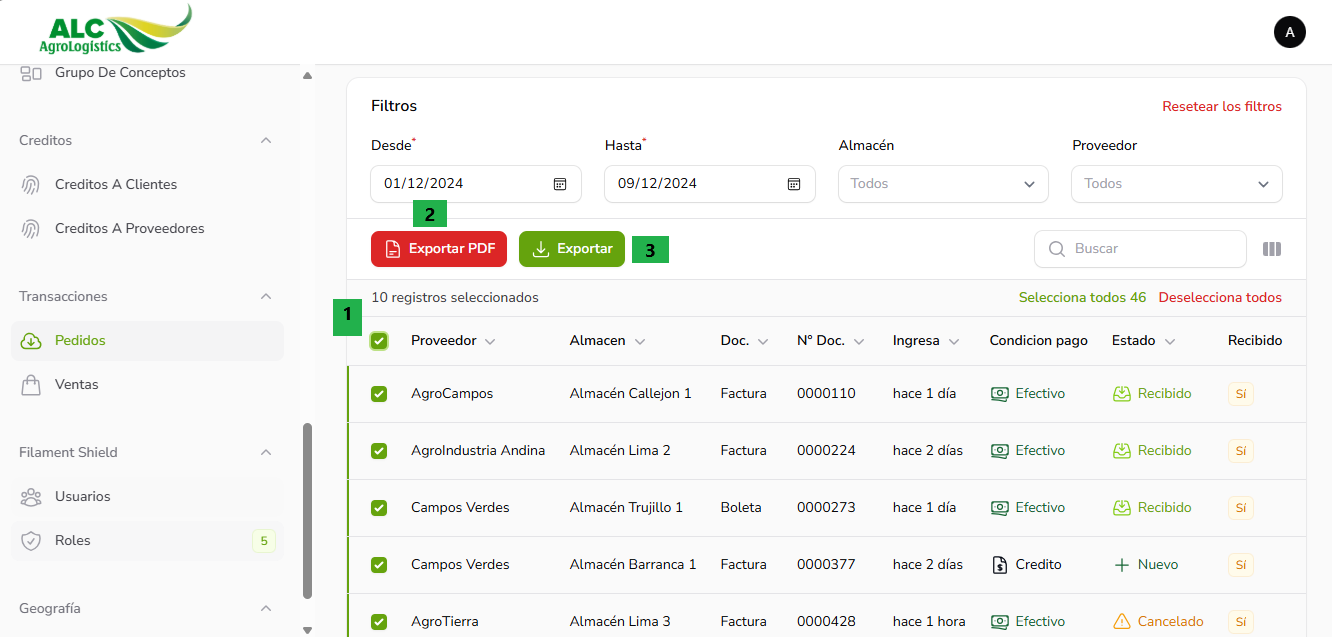 ALC
AgroLogístics
A
Grupo De Conceptos
Creditos
Creditos A Clientes
Creditos A Proveedores
Transacciones
Pedidos
Ventas
Filament Shield
Usuarios
Roles 5
Geografía
Filtros Resetear los filtros
Desde* Hasta* Almacén Proveedor
01/12/2024 09/12/2024 Todos Todos
2
Exportar PDF Exportar 3 Buscar
10 registros seleccionados Selecciona todos 46 Deselecciona todos
1
Proveedor Almacen Doc. N° Doc. Ingresa Condicion pago Estado Recibido
AgroCampos Almacén Callejon 1 Factura 0000110 hace 1 día Efectivo Recibido Sí
AgroIndustria Andina Almacén Lima 2 Factura 0000224 hace 2 días Efectivo Recibido Sí
Campos Verdes Almacén Trujillo 1 Boleta 0000273 hace 1 día Efectivo Recibido Sí
Campos Verdes Almacén Barranca 1 Factura 0000377 hace 2 días Credito Nuevo Sí
AgroTierra Almacén Lima 3 Factura 0000428 hace 1 hora Efectivo Cancelado Sí